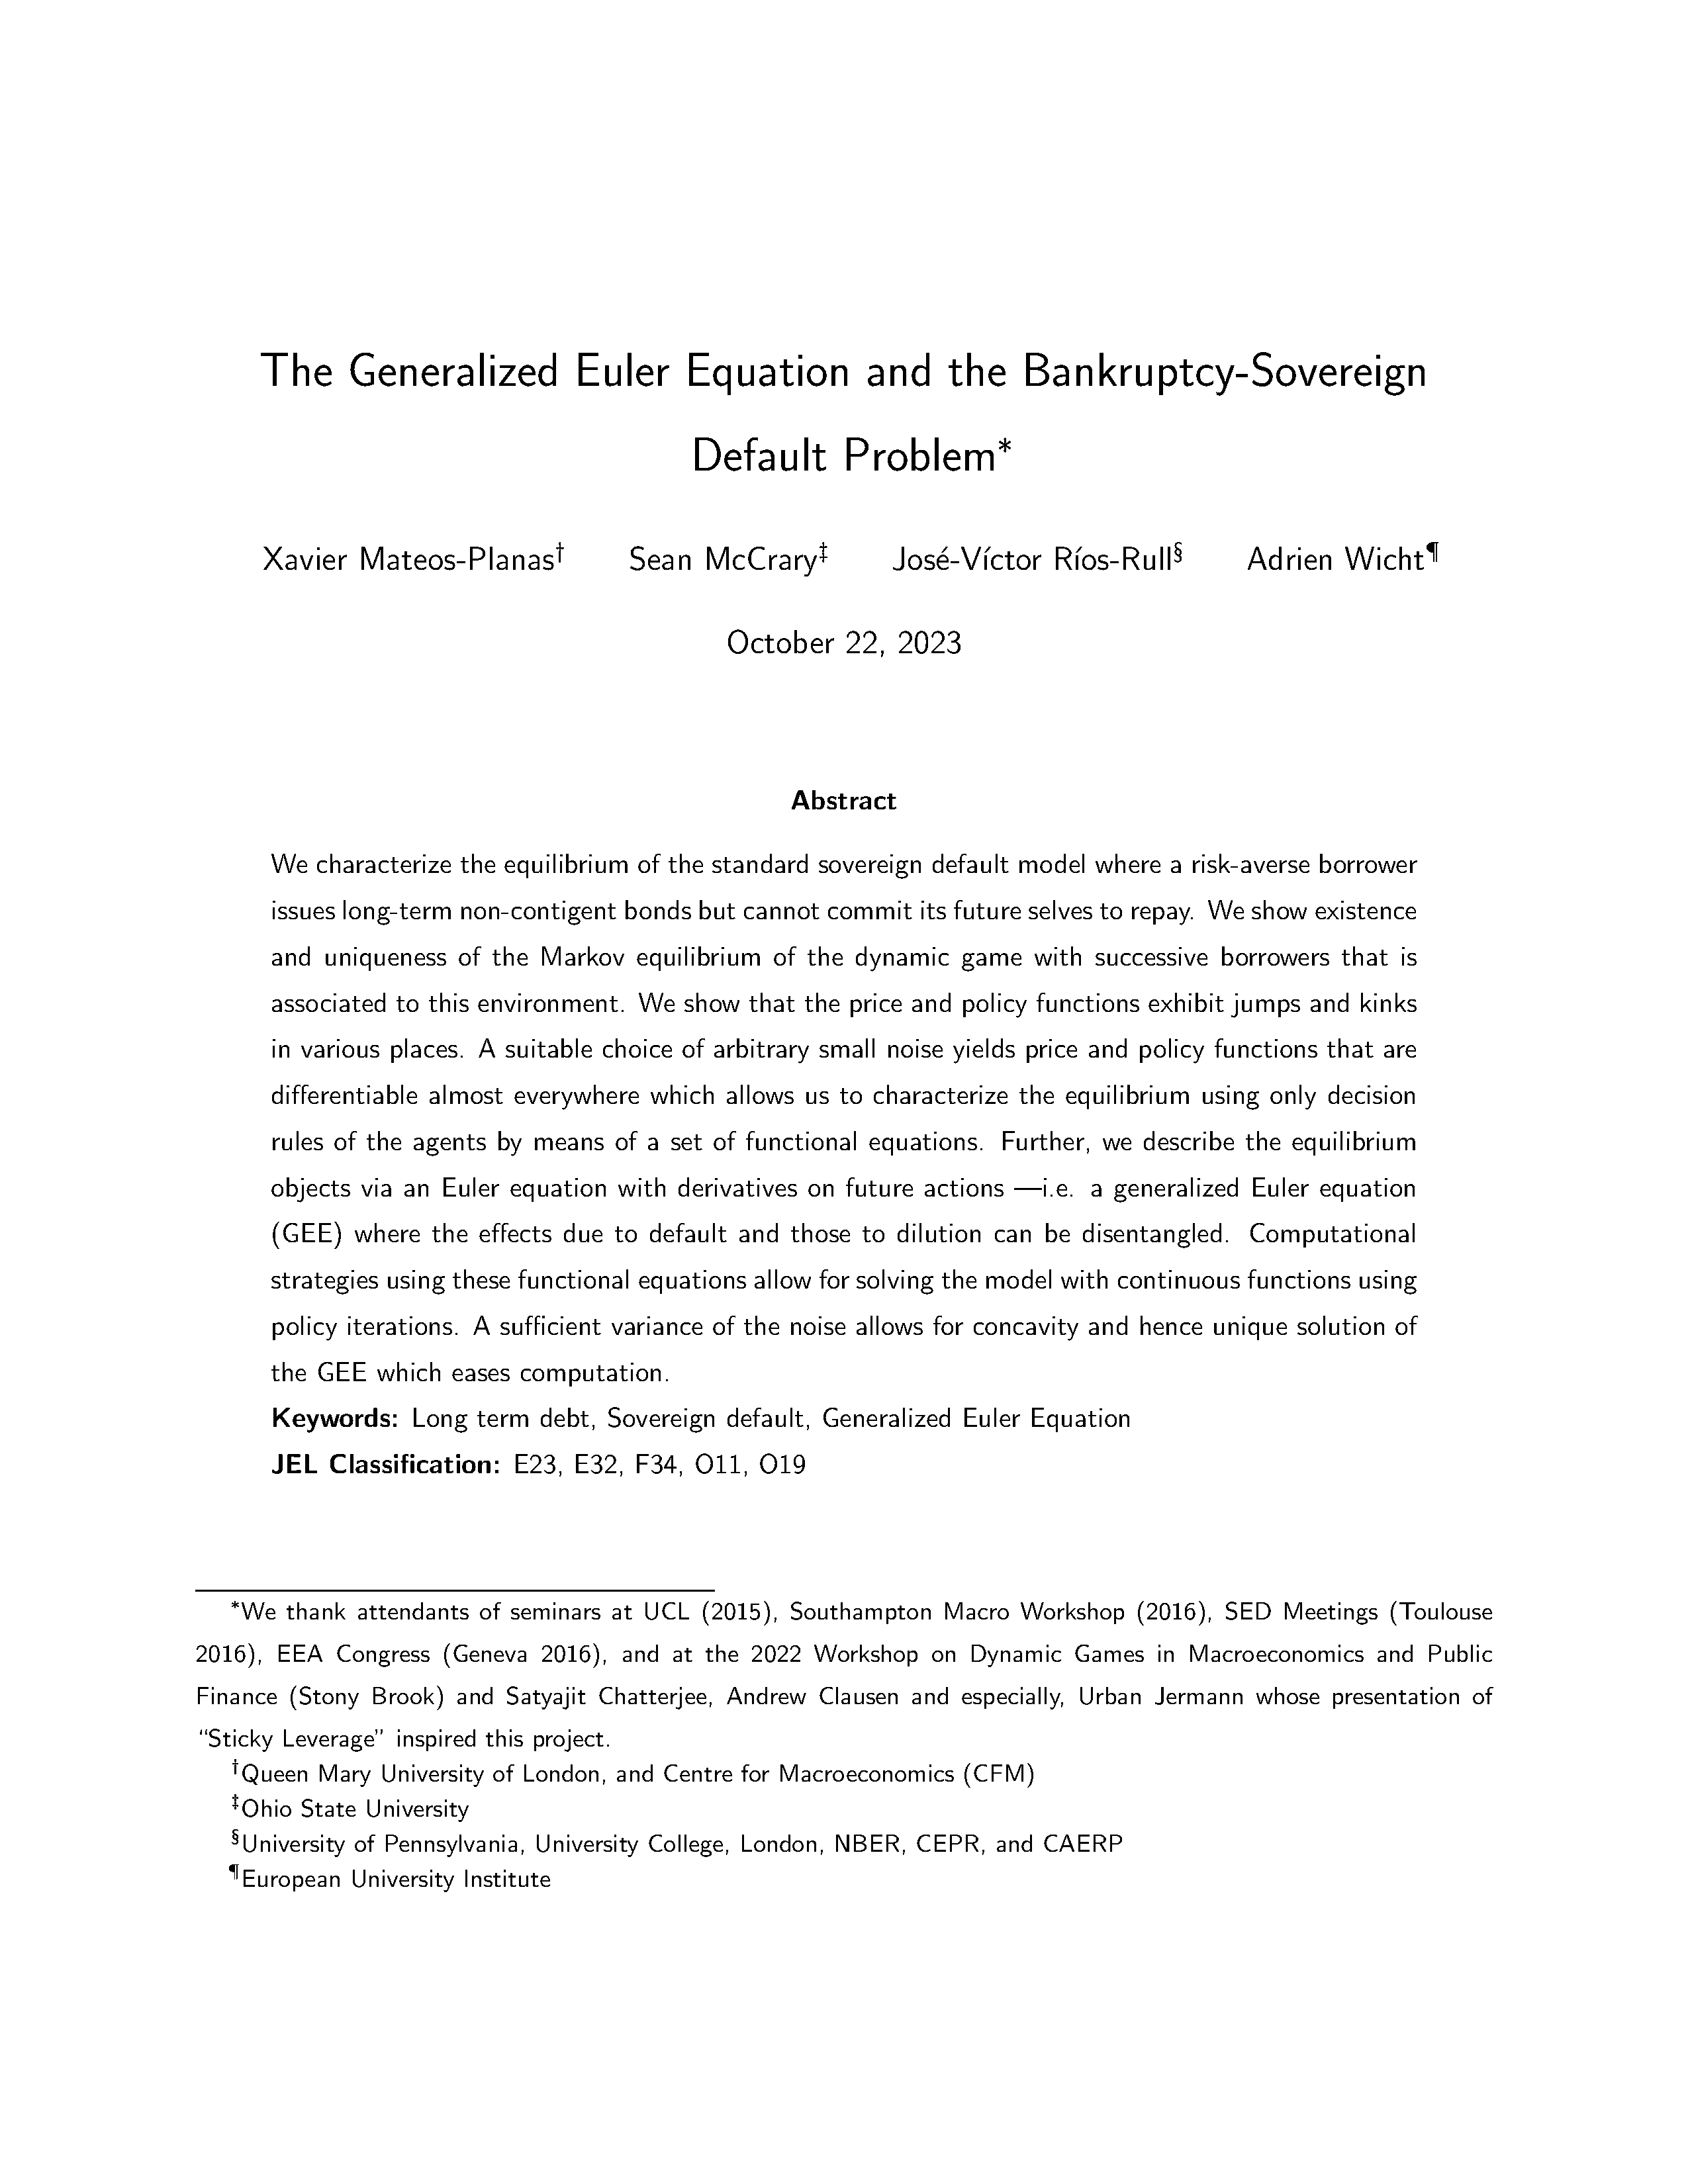 The Generalized Euler Equation and the Bankruptcy-Sovereign
Default Problem*
Xavier Mateos-Planas† Sean McCrary‡ José-Víctor Ríos-Rull§ Adrien Wicht¶
October 22, 2023
Abstract
We characterize the equilibrium of the standard sovereign default model where a risk-averse borrower
issues long-term non-contigent bonds but cannot commit its future selves to repay. We show existence
and uniqueness of the Markov equilibrium of the dynamic game with successive borrowers that is
associated to this environment. We show that the price and policy functions exhibit jumps and kinks
in various places. A suitable choice of arbitrary small noise yields price and policy functions that are
differentiable almost everywhere which allows us to characterize the equilibrium using only decision
rules of the agents by means of a set of functional equations. Further, we describe the equilibrium
objects via an Euler equation with derivatives on future actions —i.e. a generalized Euler equation
(GEE) where the effects due to default and those to dilution can be disentangled. Computational
strategies using these functional equations allow for solving the model with continuous functions using
policy iterations. A sufficient variance of the noise allows for concavity and hence unique solution of
the GEE which eases computation.
Keywords: Long term debt, Sovereign default, Generalized Euler Equation
JEL Classification: E23, E32, F34, O11, O19
*We thank attendants of seminars at UCL (2015), Southampton Macro Workshop (2016), SED Meetings (Toulouse
2016), EEA Congress (Geneva 2016), and at the 2022 Workshop on Dynamic Games in Macroeconomics and Public
Finance (Stony Brook) and Satyajit Chatterjee, Andrew Clausen and especially, Urban Jermann whose presentation of
“Sticky Leverage” inspired this project.
†Queen Mary University of London, and Centre for Macroeconomics (CFM)
‡Ohio State University
§University of Pennsylvania, University College, London, NBER, CEPR, and CAERP
¶European University Institute